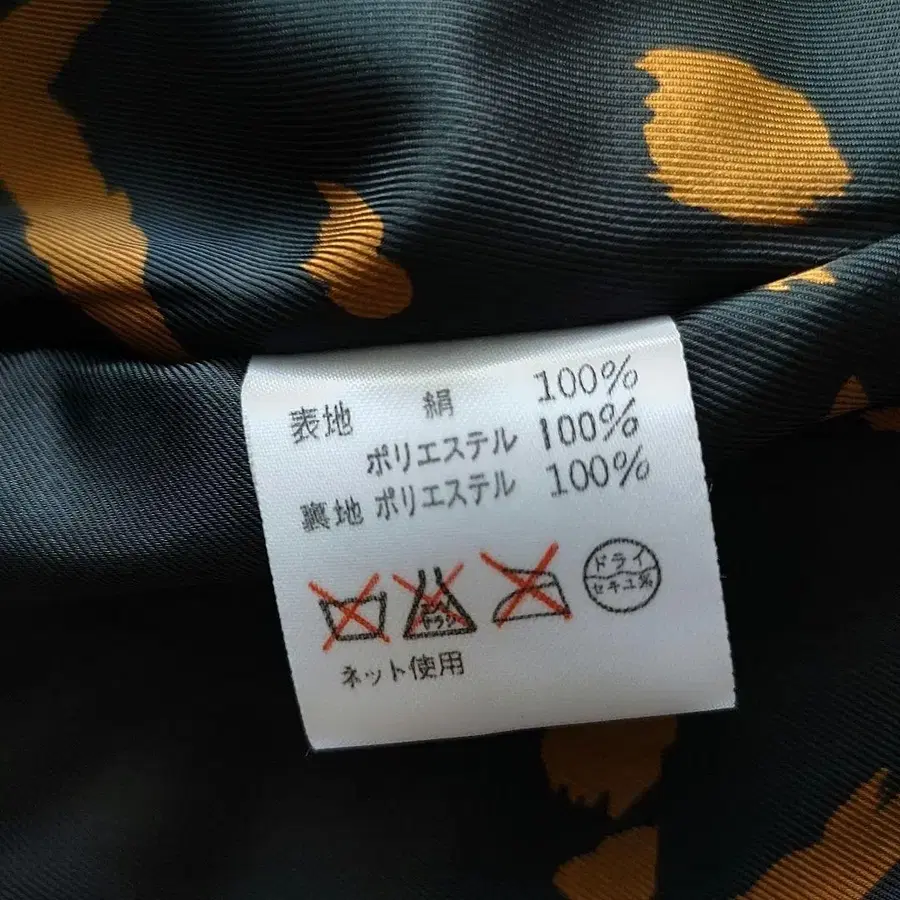 表地 絹 100%
ポリエステル 100%
裏地 ポリエステル 100%
ドライ
セキユ系
ネット使用